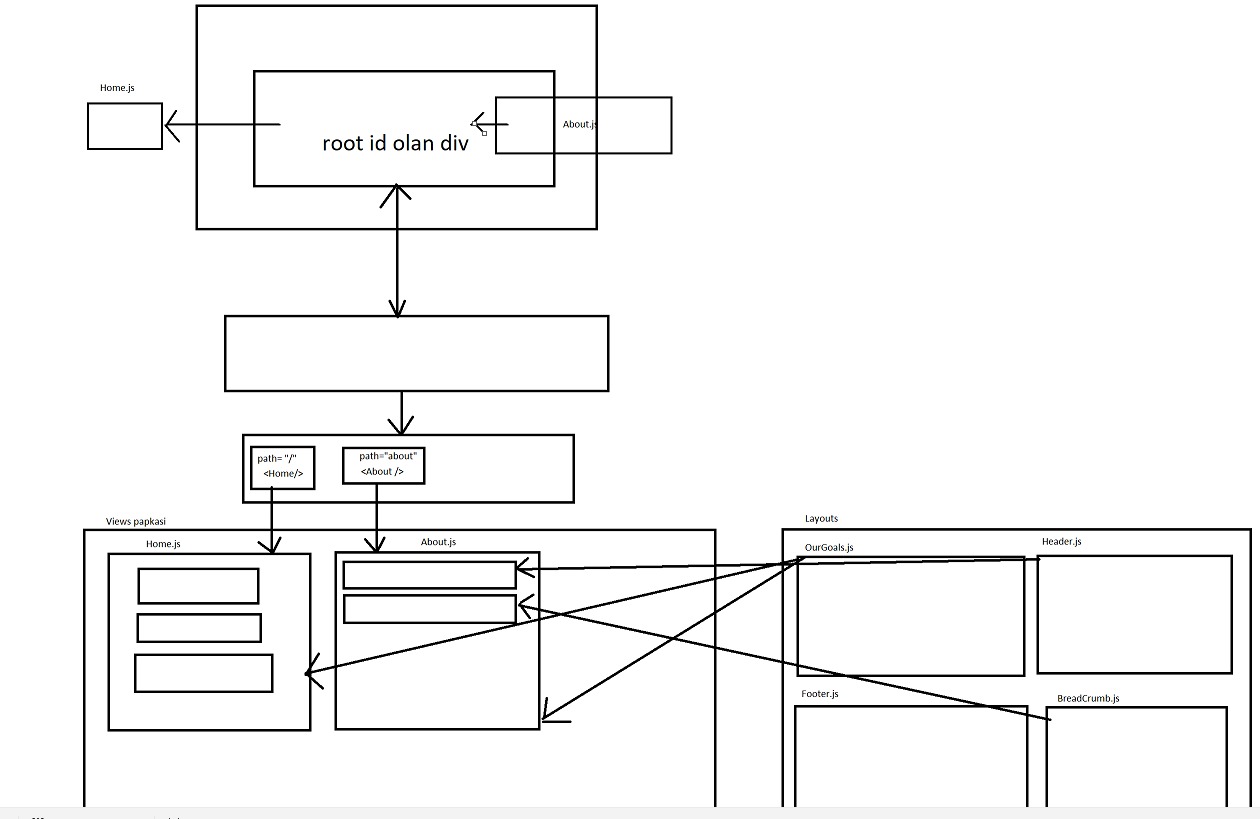 Home.js
About.js
root id olan div
path= "/"
<Home/>
path="about"
<About />
Views papkasi
Home.js
About.js
Layouts
OurGoals.js
Header.js
Footer.js
BreadCrumb.js